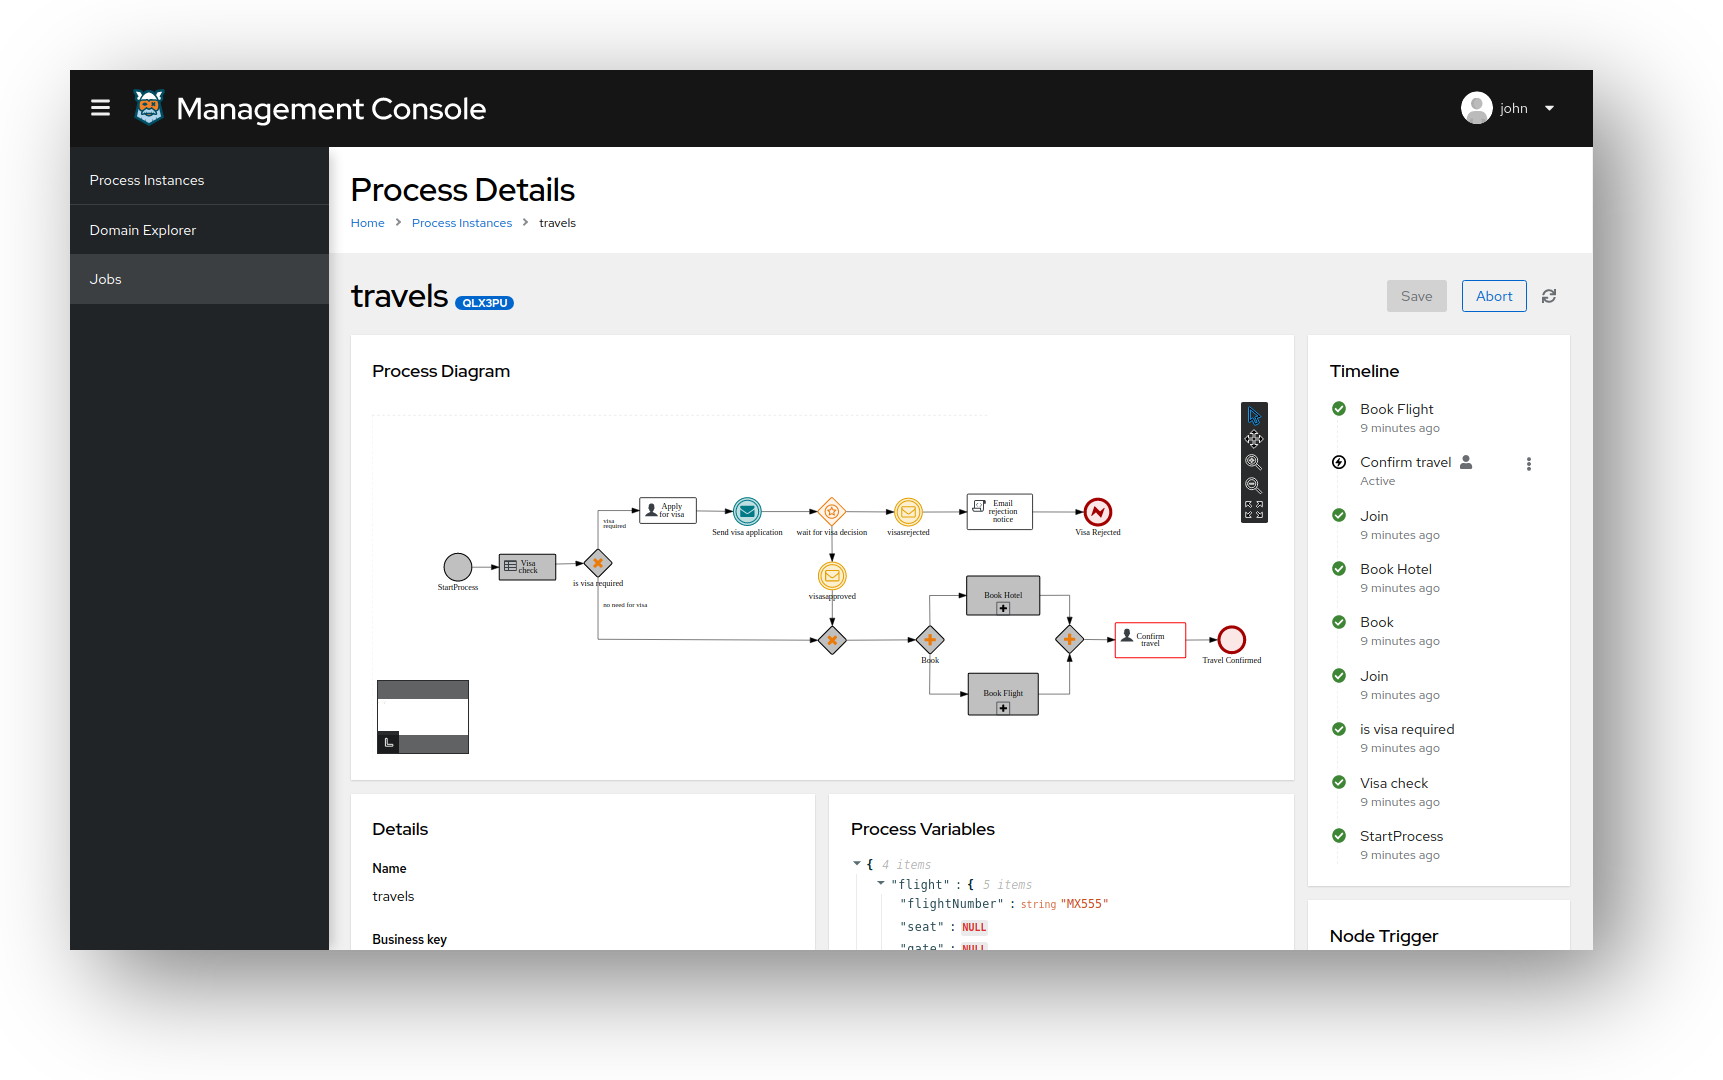 Management Console
john
Process Instances
Domain Explorer
Jobs
Process Details
Home
Process Instances
travels
travels QLX3PU
Save
Abort
Process Diagram
StartProcess
Visa
check
is visa required
visa
required
no need for visa
Apply
for visa
Send visa application
wait for visa decision
visasrejected
Email
rejection
notice
Visa Rejected
visasapproved
Book
Book Hotel
Book Flight
Confirm
travel
Travel Confirmed
Timeline
Book Flight
9 minutes ago
Confirm travel
Active
Join
9 minutes ago
Book Hotel
9 minutes ago
Book
9 minutes ago
Join
9 minutes ago
is visa required
9 minutes ago
Visa check
9 minutes ago
StartProcess
9 minutes ago
Details
Name
travels
Business key
Process Variables
{ 4 items
"flight" : { 5 items
"flightNumber" : string "MX555"
"seat" : NULL
"gate" : NULL
Node Trigger